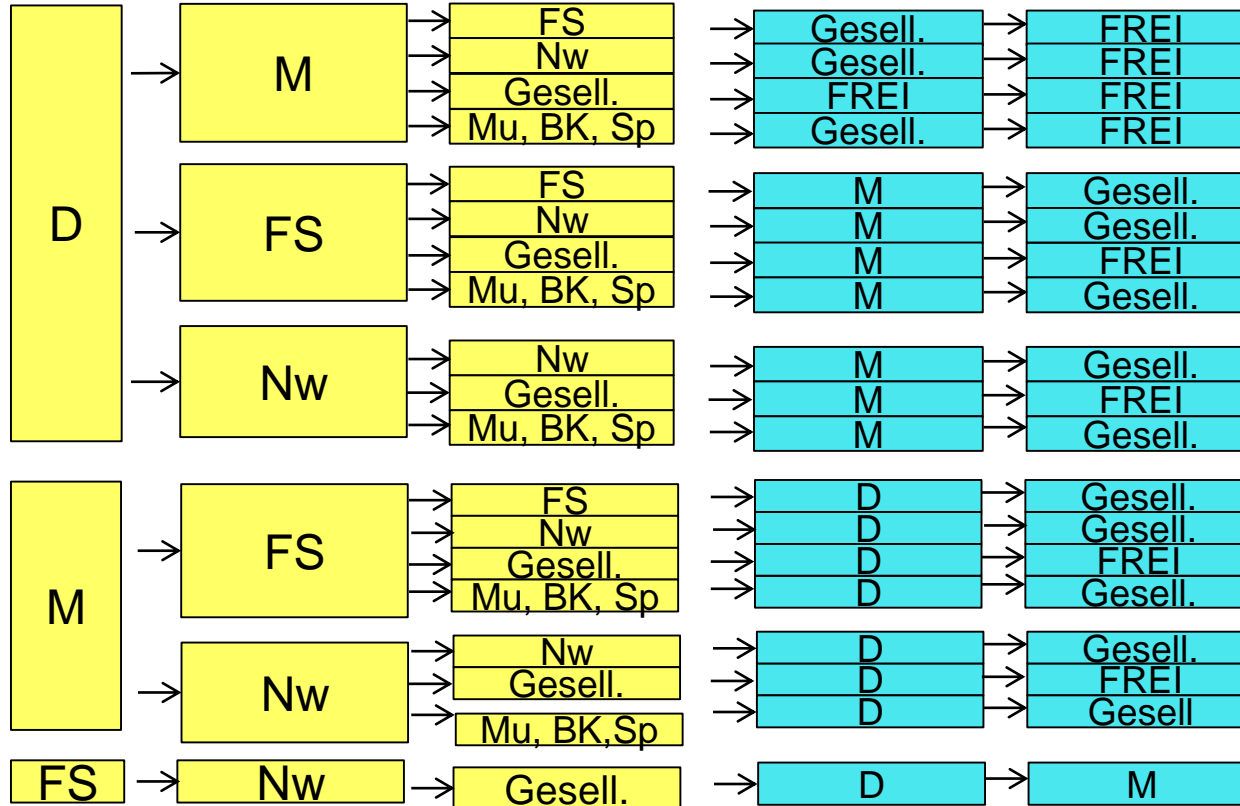 FS Gesell. FREI
Nw Gesell. FREI
M
Gesell. FREI FREI
Mu, BK, Sp Gesell. FREI
FS M Gesell.
D
Nw M Gesell.
FS
Gesell. M FREI
Mu, BK, Sp M Gesell.
Nw M Gesell.
Nw Gesell. M FREI
Mu, BK, Sp M Gesell.
FS D Gesell.
Nw D Gesell.
FS
Gesell. D FREI
Mu, BK, Sp D Gesell.
M
Nw D Gesell.
Nw Gesell. D FREI
Mu, BK,Sp D Gesell
FS Nw Gesell. D M